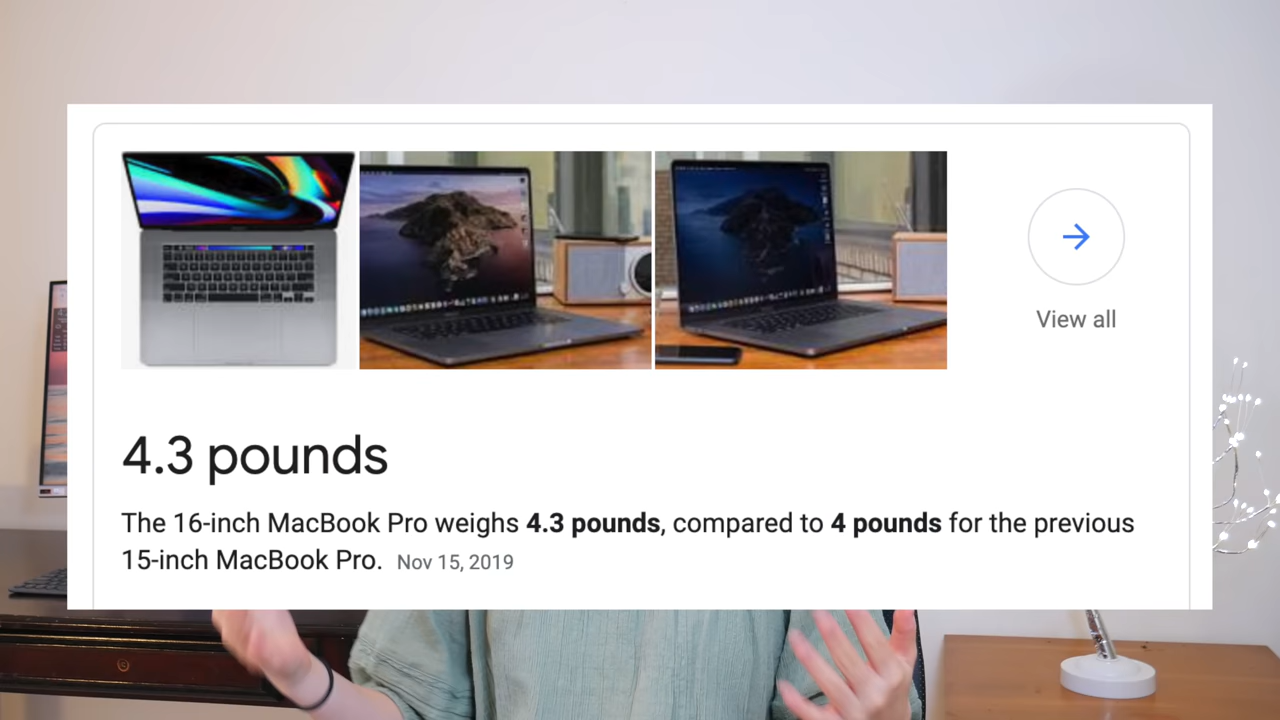 View all
4.3 pounds
The 16-inch MacBook Pro weighs 4.3 pounds, compared to 4 pounds for the previous
15-inch MacBook Pro. Nov 15, 2019